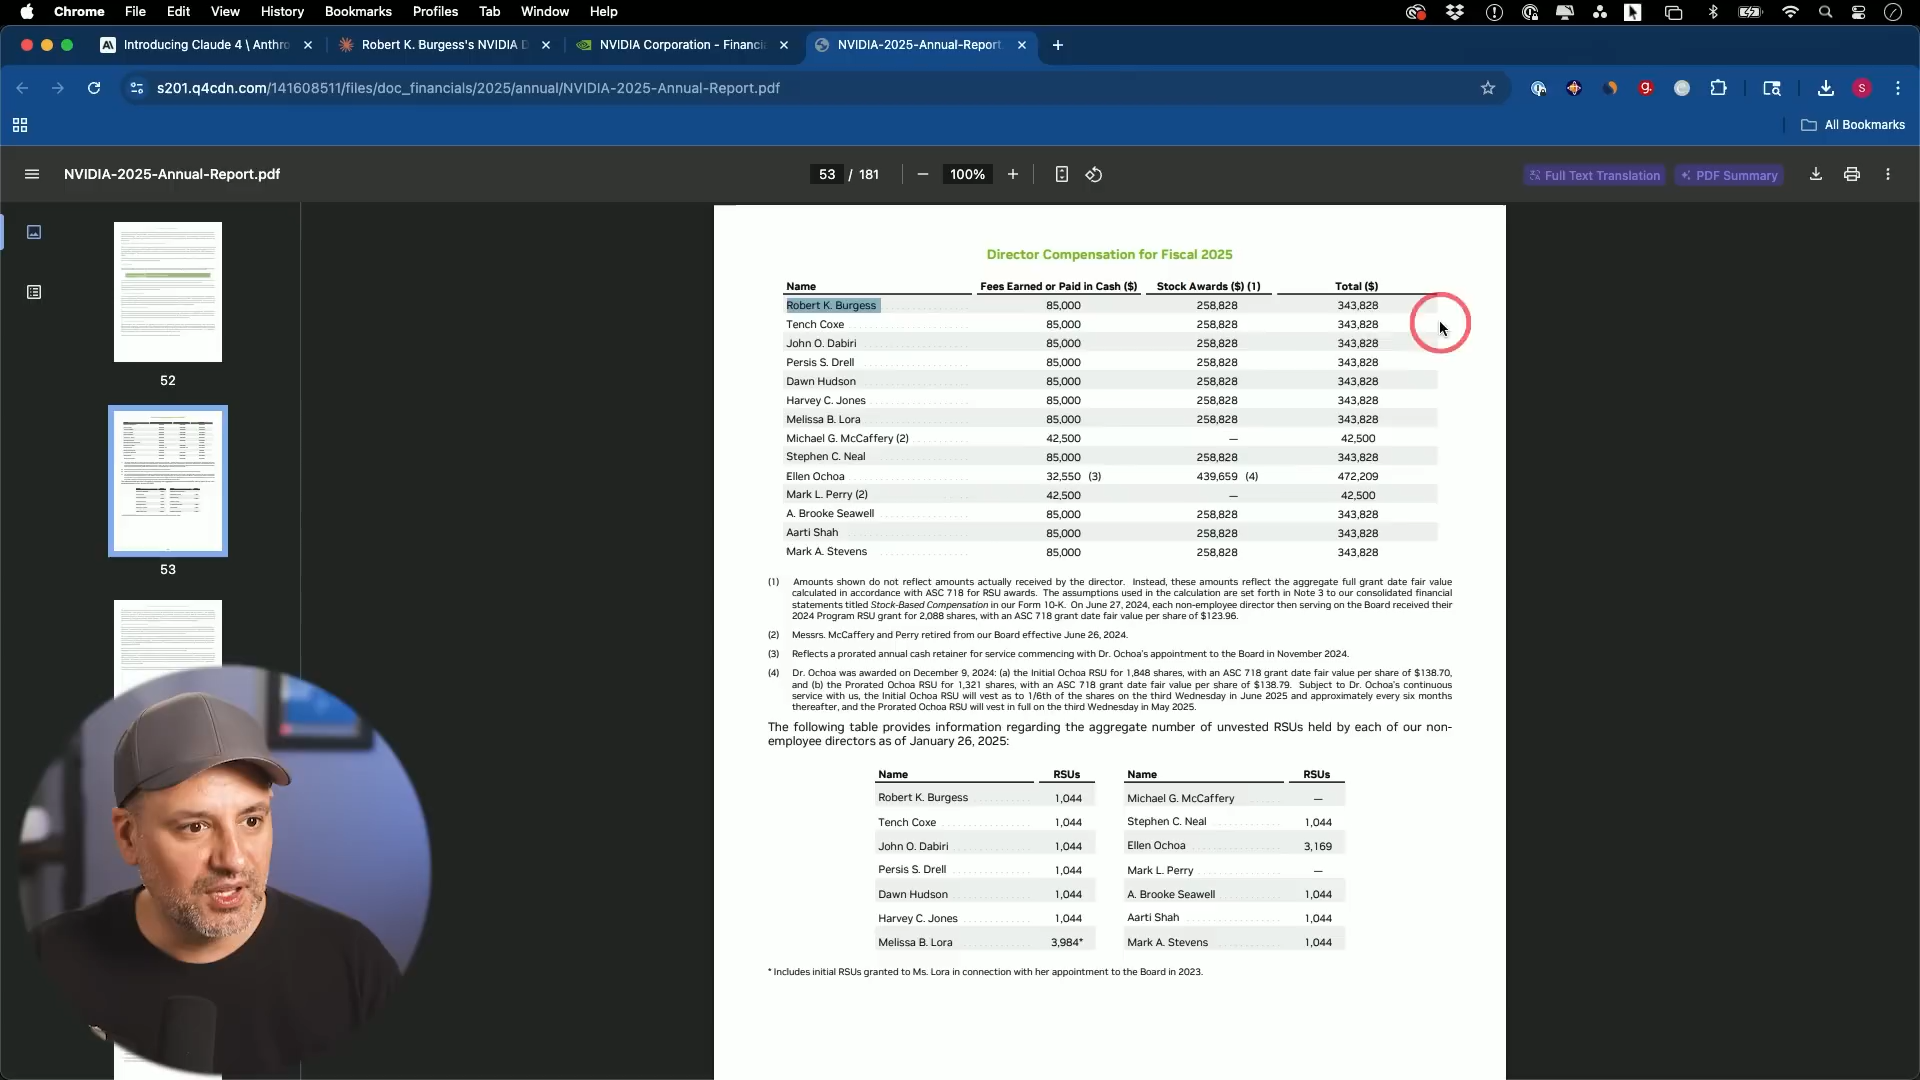 Chrome File Edit View History Bookmarks Profiles Tab Window Help
Introducing Claude 4 \ Anthro
Robert K. Burgess's NVIDIA D
NVIDIA Corporation - Financi
NVIDIA-2025-Annual-Report.
s201.q4cdn.com/141608511/files/doc_financials/2025/annual/NVIDIA-2025-Annual-Report.pdf
g.
S
All Bookmarks
NVIDIA-2025-Annual-Report.pdf
53 / 181
100%
Full Text Translation
PDF Summary
52
53
Director Compensation for Fiscal 2025
Name Fees Earned or Paid in Cash ($) Stock Awards ($) (1) Total ($)
Robert K. Burgess 85,000 258,828 343,828
Tench Coxe 85,000 258,828 343,828
John O. Dabiri 85,000 258,828 343,828
Persis S. Drell 85,000 258,828 343,828
Dawn Hudson 85,000 258,828 343,828
Harvey C. Jones 85,000 258,828 343,828
Melissa B. Lora 85,000 258,828 343,828
Michael G. McCaffery (2) 42,500 — 42,500
Stephen C. Neal 85,000 258,828 343,828
Ellen Ochoa 32,550 (3) 439,659 (4) 472,209
Mark L. Perry (2) 42,500 — 42,500
A. Brooke Seawell 85,000 258,828 343,828
Aarti Shah 85,000 258,828 343,828
Mark A. Stevens 85,000 258,828 343,828
(1) Amounts shown do not reflect amounts actually received by the director. Instead, these amounts reflect the aggregate full grant date fair value
calculated in accordance with ASC 718 for RSU awards. The assumptions used in the calculation are set forth in Note 3 to our consolidated financial
statements titled Stock-Based Compensation in our Form 10-K. On June 27, 2024, each non-employee director then serving on the Board received their
2024 Program RSU grant for 2,088 shares, with an ASC 718 grant date fair value per share of $123.96.
(2) Messrs. McCaffery and Perry retired from our Board effective June 26, 2024.
(3) Reflects a prorated annual cash retainer for service commencing with Dr. Ochoa's appointment to the Board in November 2024.
(4) Dr. Ochoa was awarded on December 9, 2024: (a) the Initial Ochoa RSU for 1,848 shares, with an ASC 718 grant date fair value per share of $138.70,
and (b) the Prorated Ochoa RSU for 1,321 shares, with an ASC 718 grant date fair value per share of $138.79. Subject to Dr. Ochoa's continuous
service with us, the Initial Ochoa RSU will vest as to 1/6th of the shares on the third Wednesday in June 2025 and approximately every six months
thereafter, and the Prorated Ochoa RSU will vest in full on the third Wednesday in May 2025.
The following table provides information regarding the aggregate number of unvested RSUs held by each of our non-
employee directors as of January 26, 2025:
Name RSUs Name RSUs
Robert K. Burgess 1,044 Michael G. McCaffery —
Tench Coxe 1,044 Stephen C. Neal 1,044
John O. Dabiri 1,044 Ellen Ochoa 3,169
Persis S. Drell 1,044 Mark L. Perry —
Dawn Hudson 1,044 A. Brooke Seawell 1,044
Harvey C. Jones 1,044 Aarti Shah 1,044
Melissa B. Lora 3,984* Mark A. Stevens 1,044
* Includes initial RSUs granted to Ms. Lora in connection with her appointment to the Board in 2023.